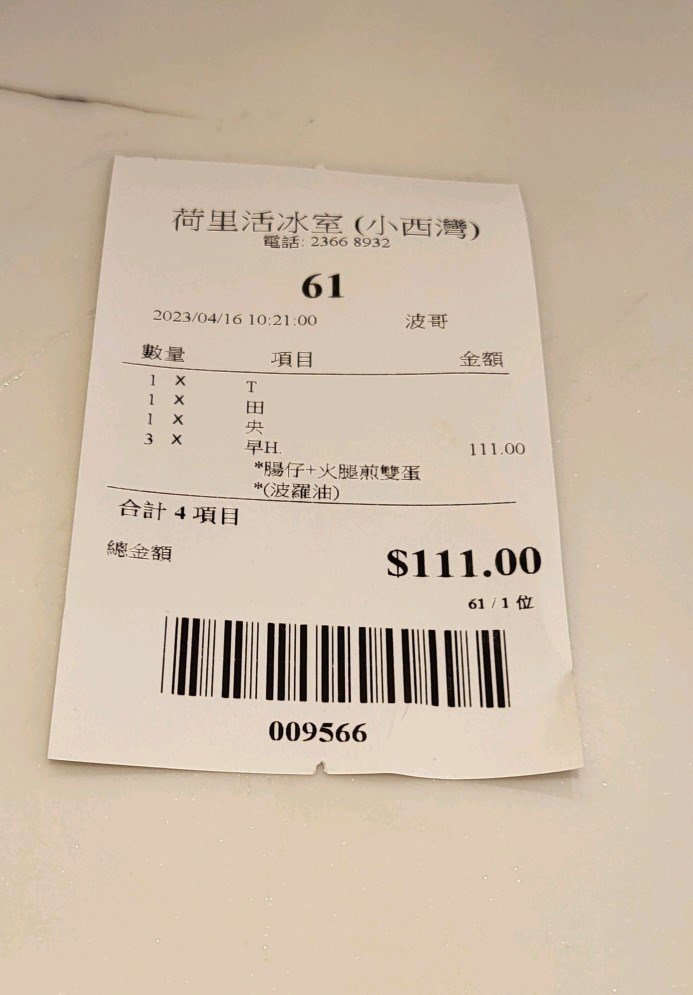 荷里活冰室 (小西灣)
電話: 2366 8932
61
2023/04/16 10:21:00 波哥
數量 項目 金額
1 X T
1 X 田
1 X 央
3 X 早H. 111.00
*腸仔+火腿煎雙蛋
*(波羅油)
合計 4 項目
總金額 $111.00
61 / 1 位
009566